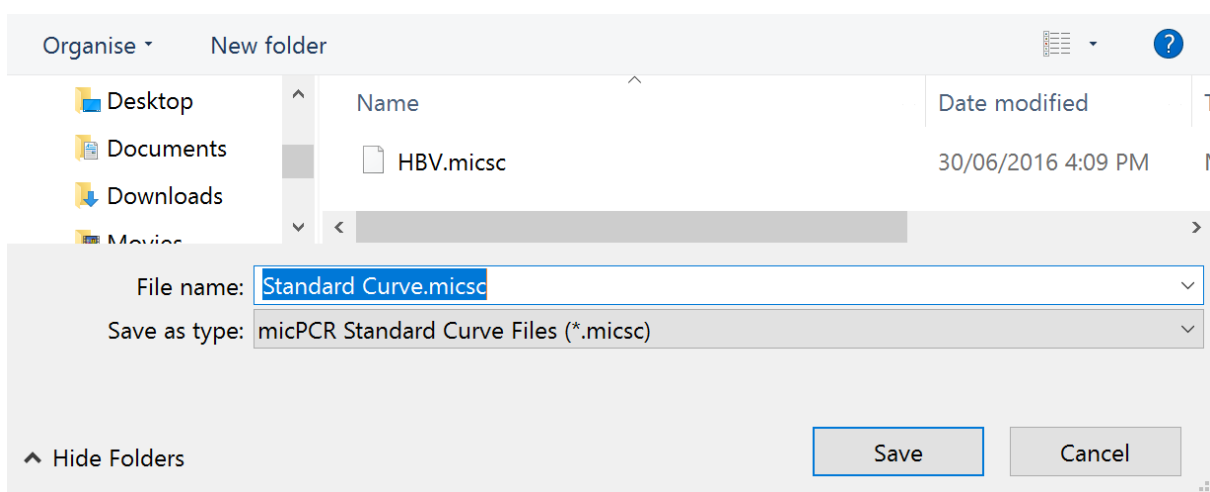 Organise New folder ?
Desktop
Name Date modified
Documents
HBV.micsc 30/06/2016 4:09 PM
Downloads
Movies
File name: Standard Curve.micsc
Save as type: micPCR Standard Curve Files (*.micsc)
Hide Folders Save Cancel